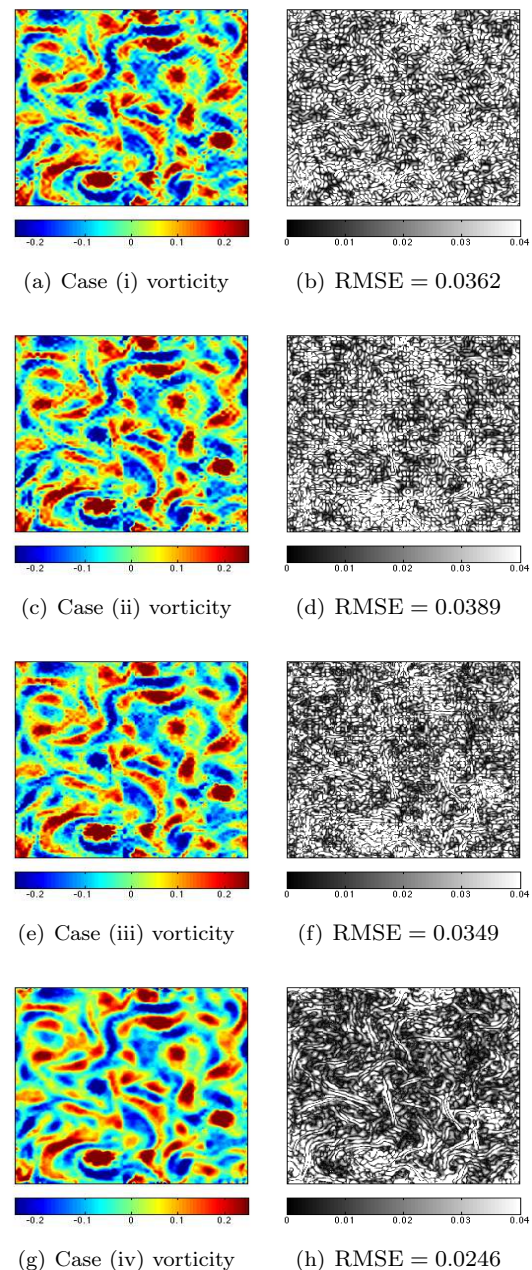 -0.2 -0.1 0 0.1 0.2
0 0.01 0.02 0.03 0.04
(a) Case (i) vorticity
(b) RMSE = 0.0362
-0.2 -0.1 0 0.1 0.2
0 0.01 0.02 0.03 0.04
(c) Case (ii) vorticity
(d) RMSE = 0.0389
-0.2 -0.1 0 0.1 0.2
0 0.01 0.02 0.03 0.04
(e) Case (iii) vorticity
(f) RMSE = 0.0349
-0.2 -0.1 0 0.1 0.2
0 0.01 0.02 0.03 0.04
(g) Case (iv) vorticity
(h) RMSE = 0.0246